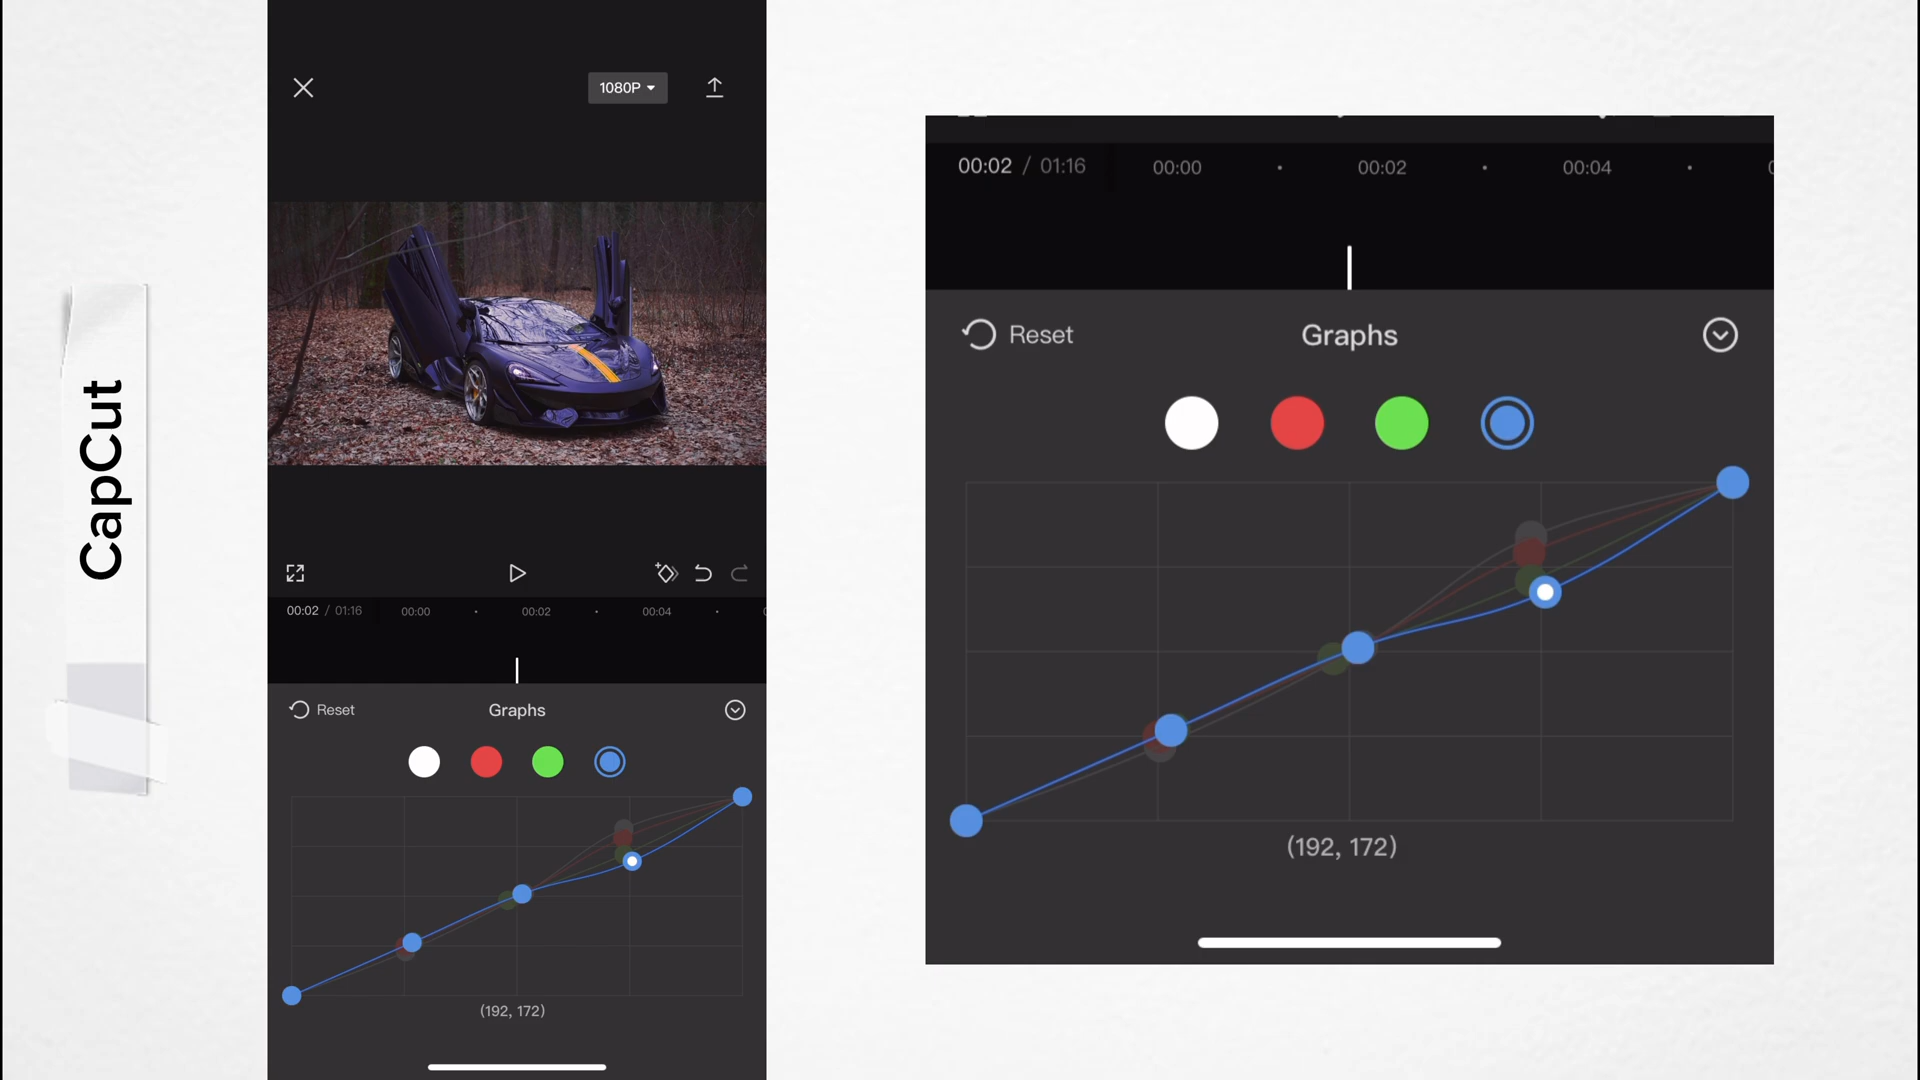 CapCut
1080P
00:02 / 01:16 00:00 00:02 00:04
Reset Graphs
(192, 172)
00:02 / 01:16 00:00 00:02 00:04
Reset Graphs
(192, 172)